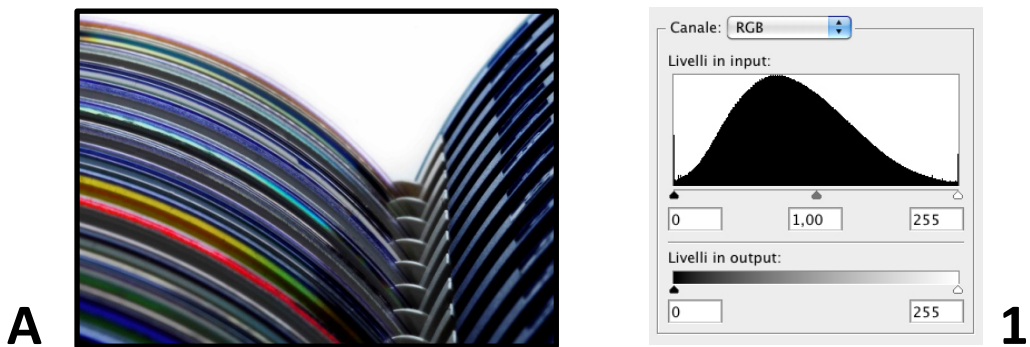 Canale: RGB
Livelli in input:
0 1,00 255
Livelli in output:
0 255
A 1